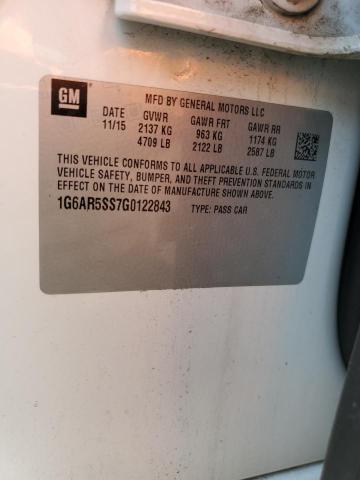 GM
MFD BY GENERAL MOTORS LLC
DATE GVWR GAWR FRT GAWR RR
11/15 2137 KG 963 KG 1174 KG
4709 LB 2122 LB 2587 LB
THIS VEHICLE CONFORMS TO ALL APPLICABLE U.S. FEDERAL MOTOR
VEHICLE SAFETY, BUMPER, AND THEFT PREVENTION STANDARDS IN
EFFECT ON THE DATE OF MANUFACTURE SHOWN ABOVE.
1G6AR5SS7G0122843
TYPE: PASS CAR